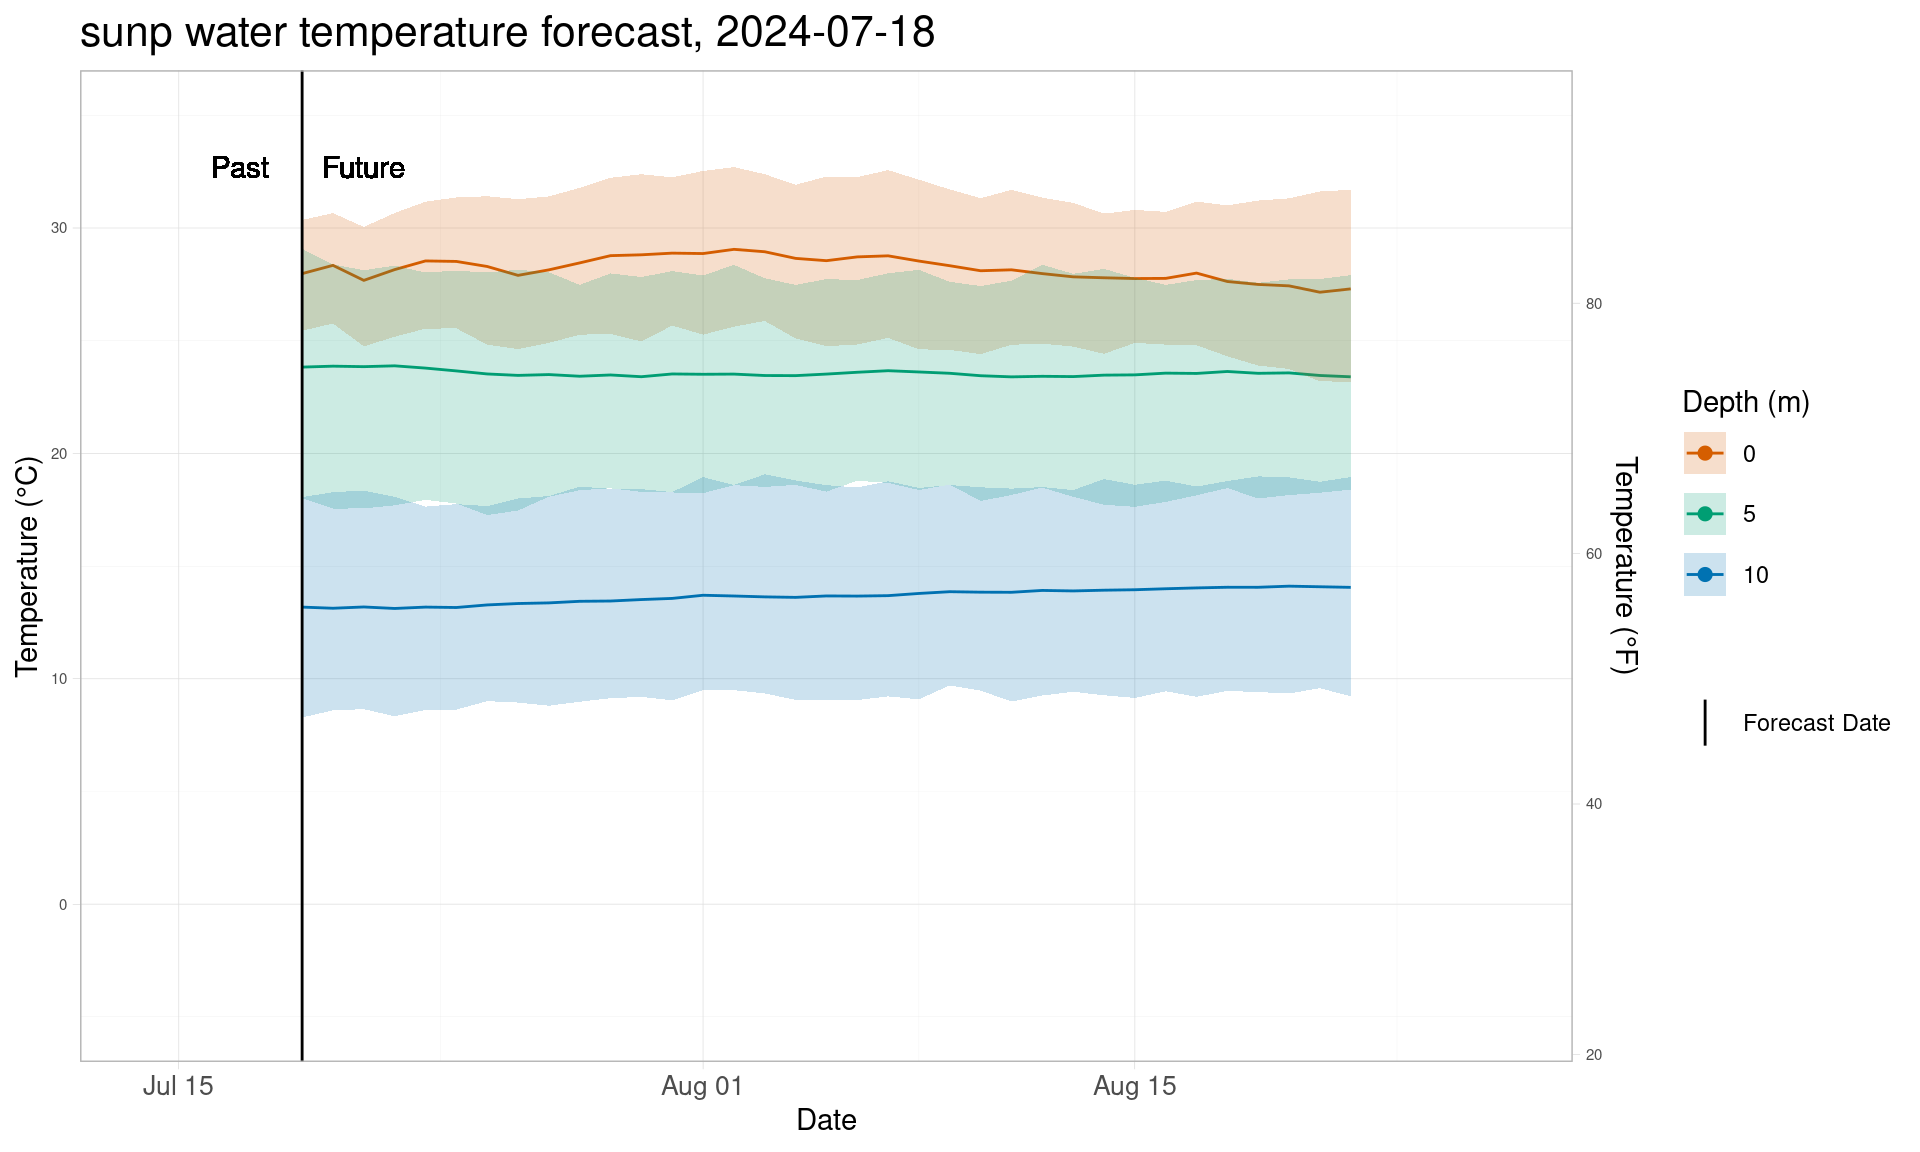 sunp water temperature forecast, 2024-07-18
Past
Future
30
20
10
0
Temperature (°C)
80
60
40
20
Temperature (°F)
Jul 15
Aug 01
Aug 15
Date
Depth (m)
0
5
10
Forecast Date